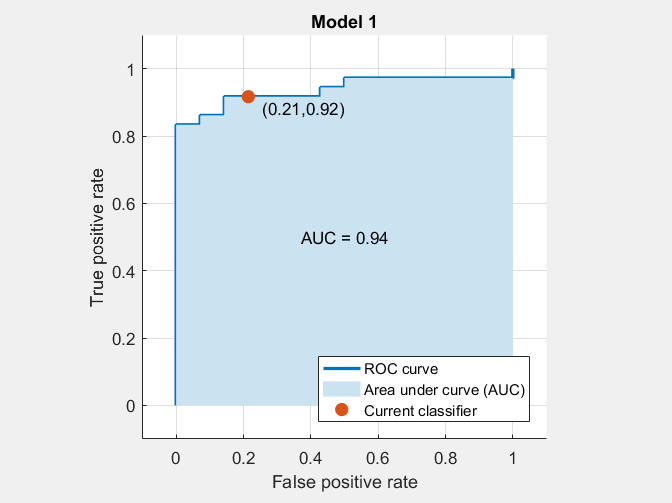 Model 1
True positive rate
1
0.8
0.6
0.4
0.2
0
(0.21,0.92)
AUC = 0.94
ROC curve
Area under curve (AUC)
Current classifier
0 0.2 0.4 0.6 0.8 1
False positive rate